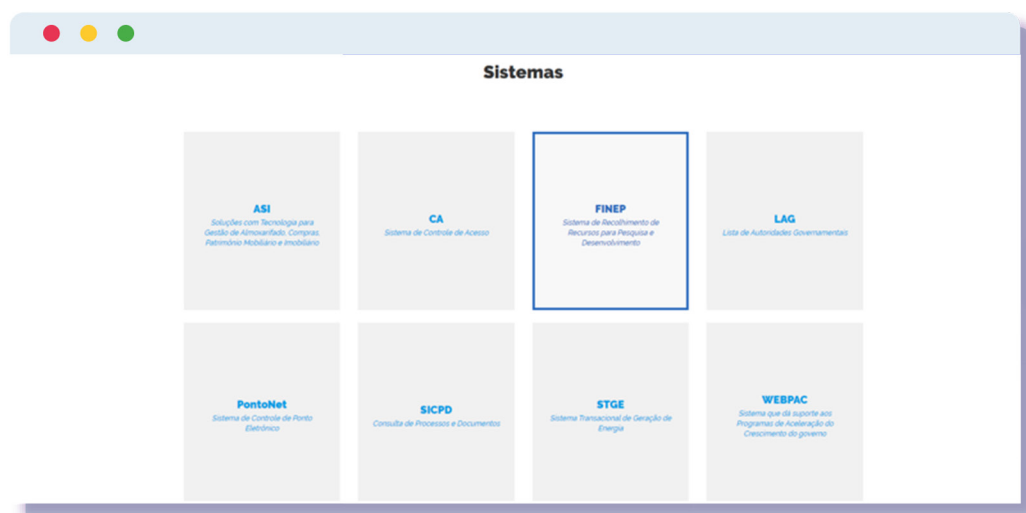 Sistemas
ASI
Soluções com Tecnologia para
Gestão de Almoxarifado, Compras,
Patrimônio Mobiliário e Imobiliário
CA
Sistema de Controle de Acesso
FINEP
Sistema de Recolhimento de
Recursos para Pesquisa e
Desenvolvimento
LAG
Lista de Autoridades Governamentais
PontoNet
Sistema de Controle de Ponto
Eletrônico
SICPD
Consulta de Processos e Documentos
STGE
Sistema Transacional de Geração de
Energia
WEBPAC
Sistema que dá suporte aos
Programas de Aceleração do
Crescimento do governo